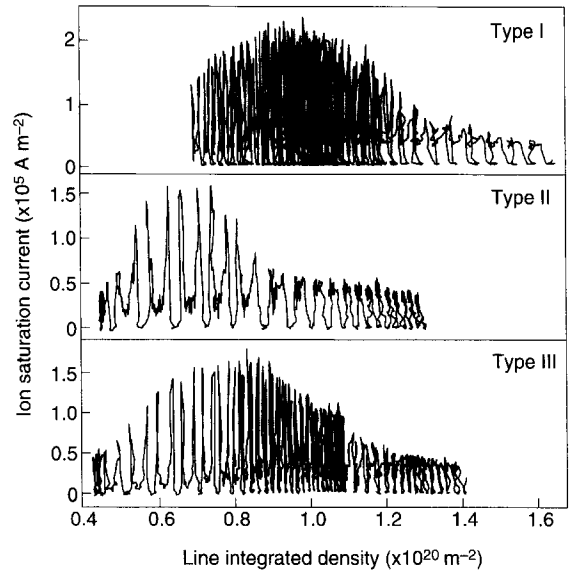 Type I
2
1
0
Type II
1.5
1.0
0.5
0
Type III
1.5
1.0
0.5
0
0.4 0.6 0.8 1.0 1.2 1.4 1.6
Ion saturation current (x10⁵ A m⁻²)
Line integrated density (x10²⁰ m⁻²)